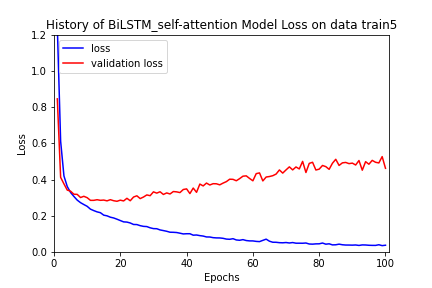 History of BiLSTM_self-attention Model Loss on data train5
1.2
1.0
0.8
0.6
0.4
0.2
0.0
Loss
loss
validation loss
0
20
40
60
80
100
Epochs